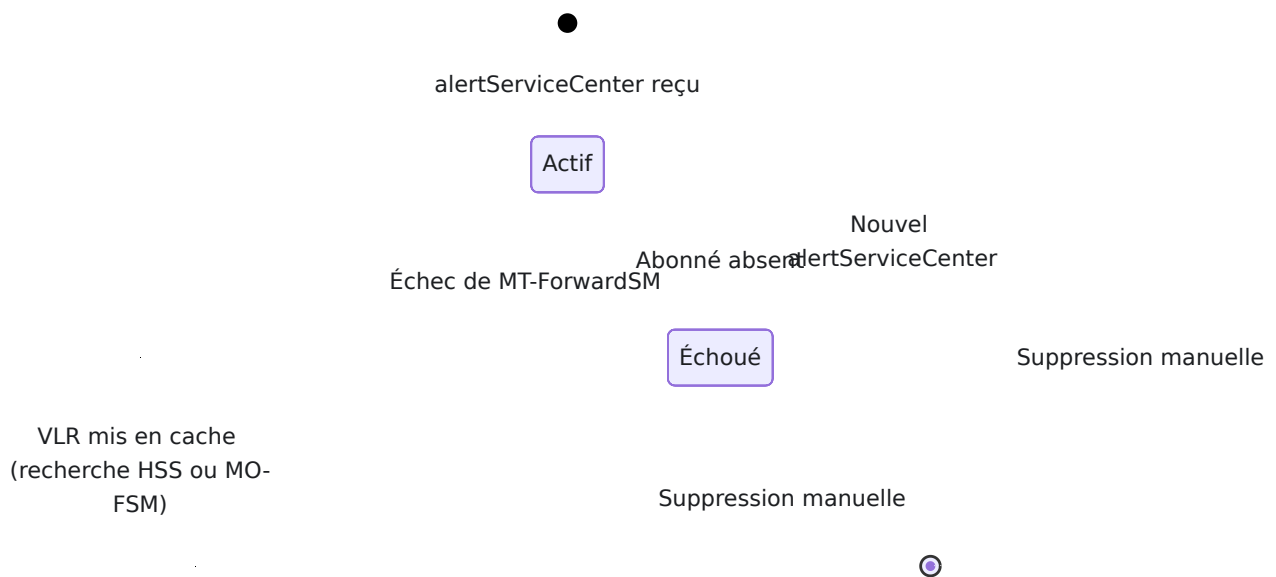 alertServiceCenter reçu
Actif
Nouvel
alertServiceCenter
Abonné absent
Échec de MT-ForwardSM
Échoué
Suppression manuelle
VLR mis en cache
(recherche HSS ou MO-
FSM)
Suppression manuelle